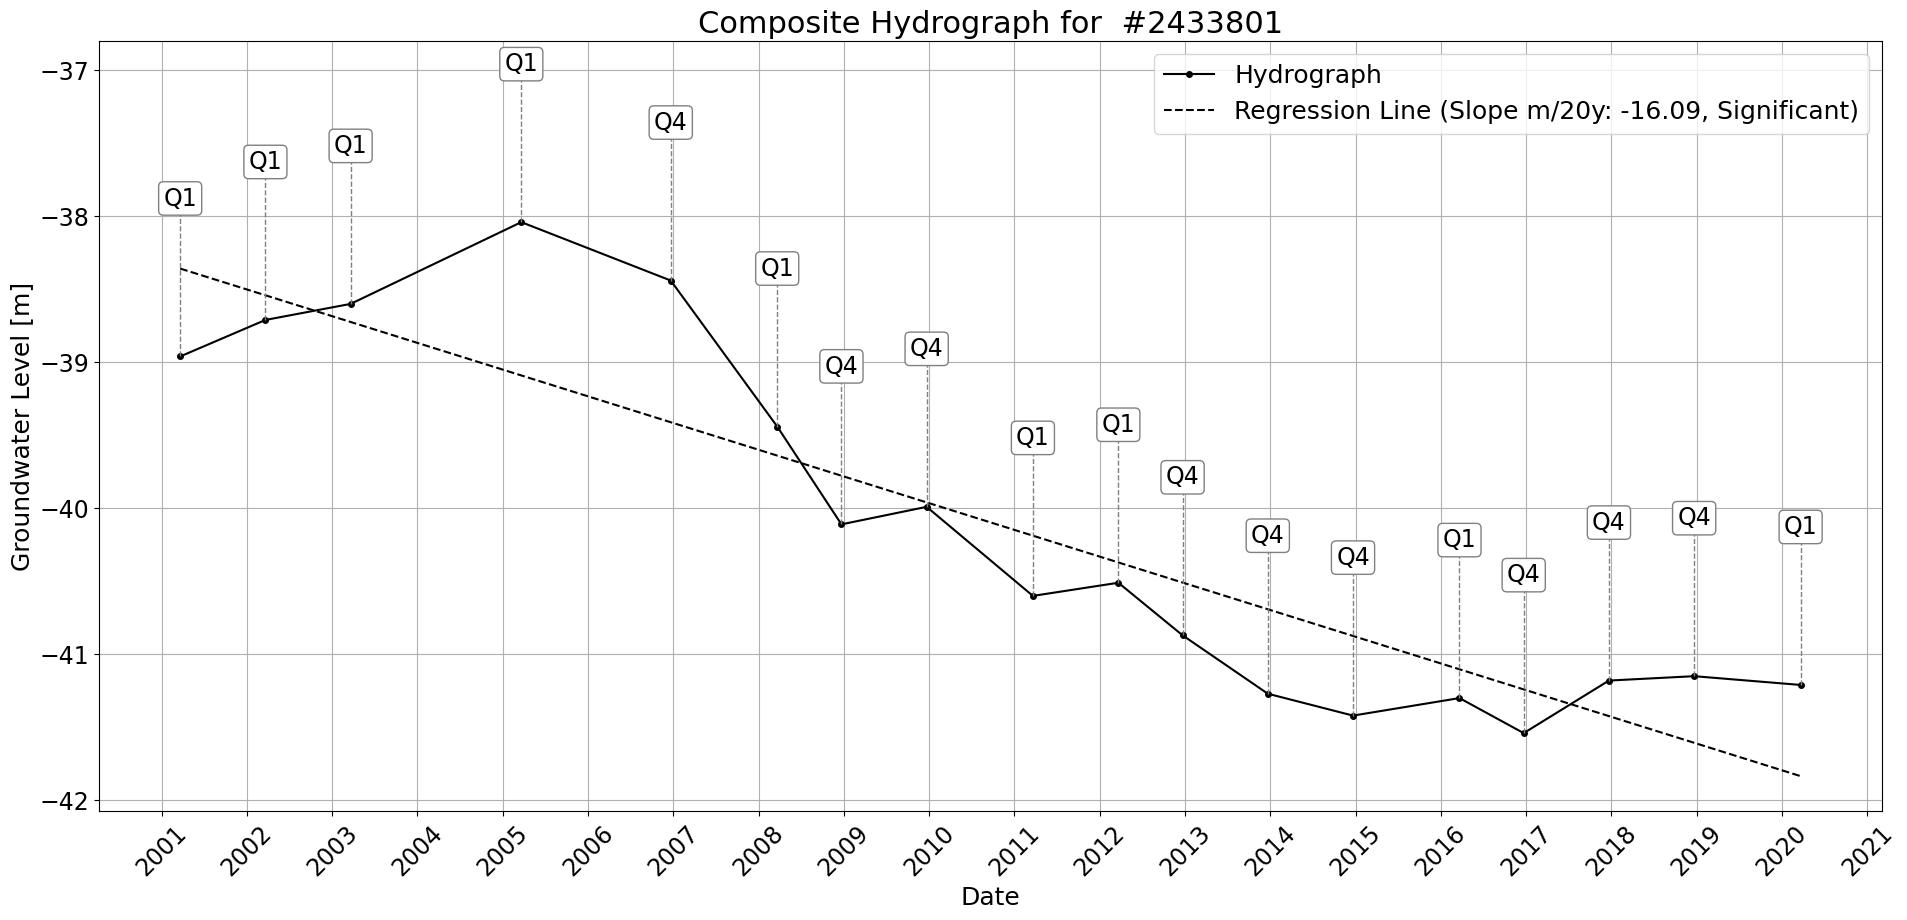 Composite Hydrograph for  #2433801
Hydrograph
Regression Line (Slope m/20y: -16.09, Significant)
Groundwater Level [m]
−37
−38
−39
−40
−41
−42
Q1
Q1
Q1
Q1
Q4
Q1
Q4
Q4
Q1
Q1
Q4
Q4
Q4
Q1
Q4
Q4
Q4
Q1
2001
2002
2003
2004
2005
2006
2007
2008
2009
2010
2011
2012
2013
2014
2015
2016
2017
2018
2019
2020
2021
Date